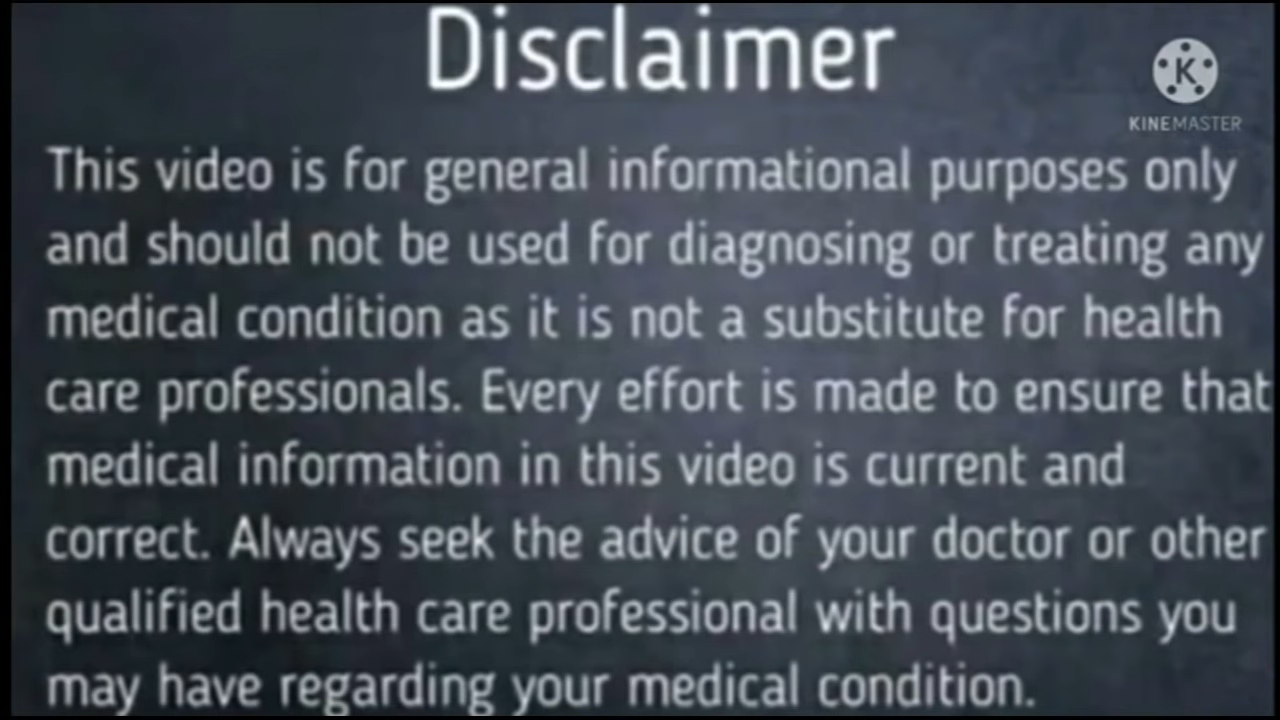 Disclaimer
K
KINEMASTER
This video is for general informational purposes only
and should not be used for diagnosing or treating any
medical condition as it is not a substitute for health
care professionals. Every effort is made to ensure that
medical information in this video is current and
correct. Always seek the advice of your doctor or other
qualified health care professional with questions you
may have regarding your medical condition.